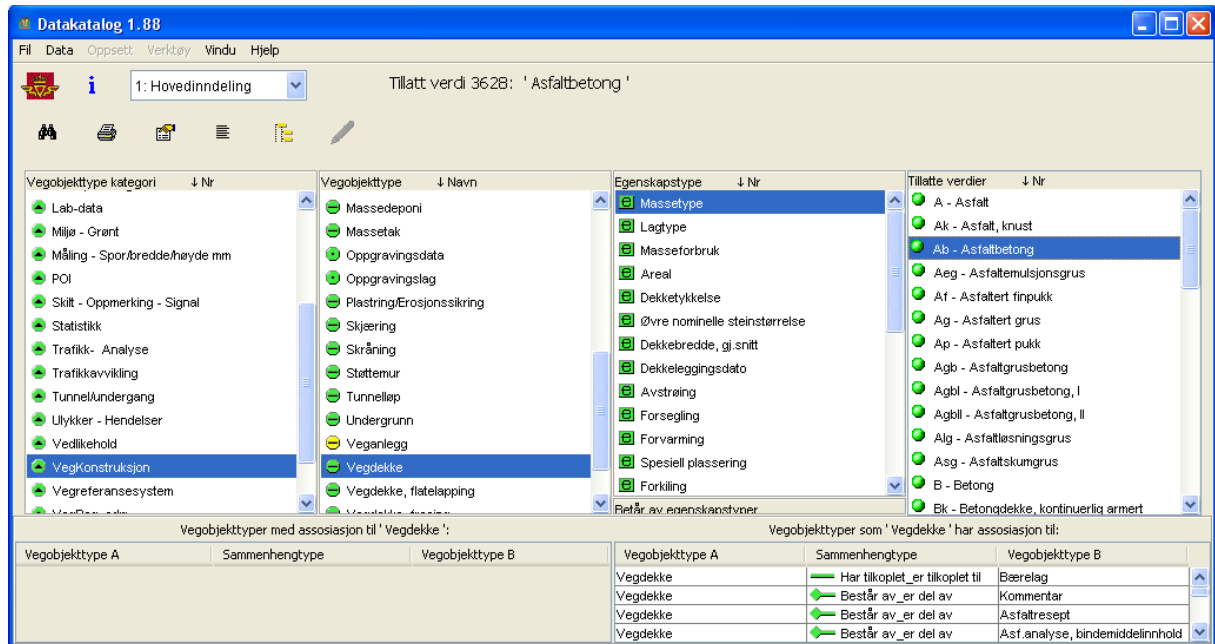 Datakatalog 1.88
Fil Data Oppsett Verktøy Vindu Hjelp
i 1: Hovedinndeling Tillatt verdi 3628: 'Asfaltbetong '
Vegobjekttype kategori ↓ Nr
Lab-data
Miljø - Grønt
Måling - Spor/bredde/høyde mm
POI
Skilt - Oppmerking - Signal
Statistikk
Trafikk- Analyse
Trafikkavvikling
Tunnel/undergang
Ulykker - Hendelser
Vedlikehold
VegKonstruksjon
Vegreferansesystem
Vegobjekttype ↓ Navn
Massedeponi
Massetak
Oppgravingsdata
Oppgravingslag
Plastring/Erosjonssikring
Skjæring
Skråning
Støttemur
Tunnelløp
Undergrunn
Veganlegg
Vegdekke
Vegdekke, flatelapping
Vegdekke, fresing
Egenskapstype ↓ Nr
e Massetype
e Lagtype
e Masseforbruk
e Areal
e Dekketykkelse
e Øvre nominelle steinstørrelse
e Dekkebredde, gj.snitt
e Dekkeleggingsdato
e Avstrøing
e Forsegling
e Forvarming
e Spesiell plassering
e Forkiling
Betår av egenskapstyper
Tillatte verdier ↓ Nr
A - Asfalt
Ak - Asfalt, knust
Ab - Asfaltbetong
Aeg - Asfaltemulsjonsgrus
Af - Asfaltert finpukk
Ag - Asfaltert grus
Ap - Asfaltert pukk
Agb - Asfaltgrusbetong
AgbI - Asfaltgrusbetong, I
AgbII - Asfaltgrusbetong, II
Alg - Asfaltløsningsgrus
Asg - Asfaltskumgrus
B - Betong
Bk - Betongdekke, kontinuerlig armert
Vegobjekttyper med assosiasjon til ' Vegdekke ':
Vegobjekttype A Sammenhengtype Vegobjekttype B
Vegobjekttyper som ' Vegdekke ' har assosiasjon til:
Vegobjekttype A Sammenhengtype Vegobjekttype B
Vegdekke Har tilkoplet_er tilkoplet til Bærelag
Vegdekke Består av_er del av Kommentar
Vegdekke Består av_er del av Asfaltresept
Vegdekke Består av_er del av Asf.analyse, bindemiddelinnhold